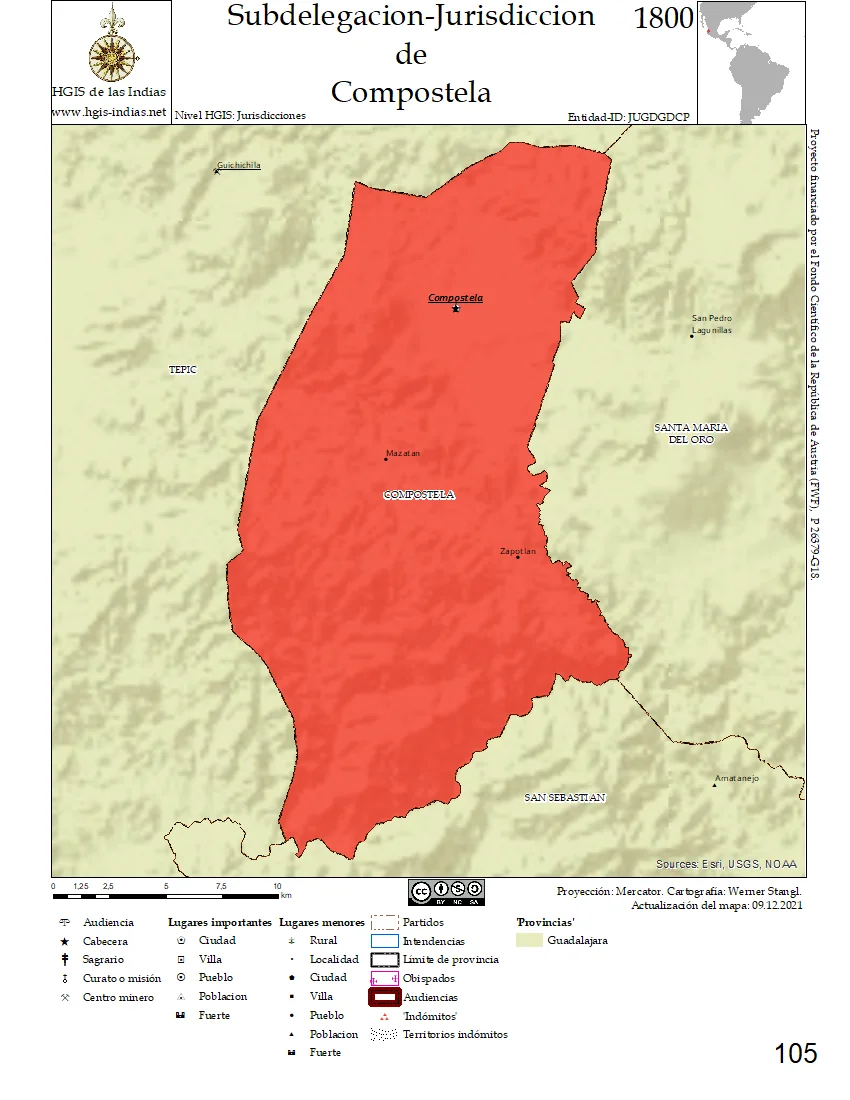 Subdelegacion-Jurisdiccion
de
Compostela
1800
HGIS de las Indias
www.hgis-indias.net
Nivel HGIS: Jurisdicciones
Entidad-ID: JUGDGDCP
Proyecto financiado por el Fondo Científico de la República de Austria (FWF), P 26379-G18.
Guichichila
Compostela
San Pedro
Lagunillas
TEPIC
SANTA MARIA
DEL ORO
Mazatan
COMPOSTELA
Zapotlan
Amatanejo
SAN SEBASTIAN
Sources: Esri, USGS, NOAA
0 1,25 2,5 5 7,5 10
km
CC BY NC SA
Proyección: Mercator. Cartografía: Werner Stangl.
Actualización del mapa: 09.12.2021
Audiencia
Cabecera
Sagrario
Curato o misión
Centro minero
Lugares importantes
Ciudad
Villa
Pueblo
Poblacion
Fuerte
Lugares menores
Rural
Localidad
Ciudad
Villa
Pueblo
Poblacion
Fuerte
Partidos
Intendencias
Límite de provincia
Obispados
Audiencias
'Indómitos'
Territorios indómitos
'Provincias'
Guadalajara
105